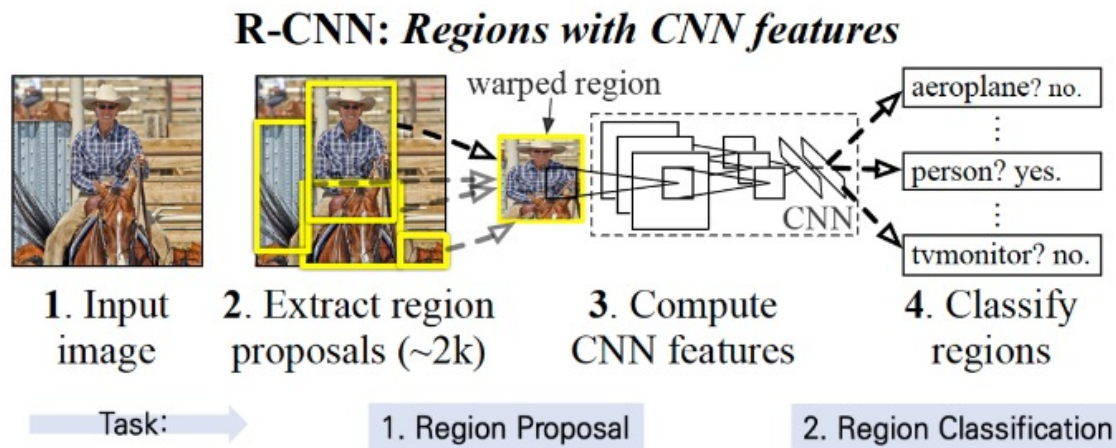 R-CNN: Regions with CNN features
warped region
aeroplane? no.
⋮
person? yes.
⋮
tvmonitor? no.
CNN
1. Input
image
2. Extract region
proposals (~2k)
3. Compute
CNN features
4. Classify
regions
Task:
1. Region Proposal
2. Region Classification